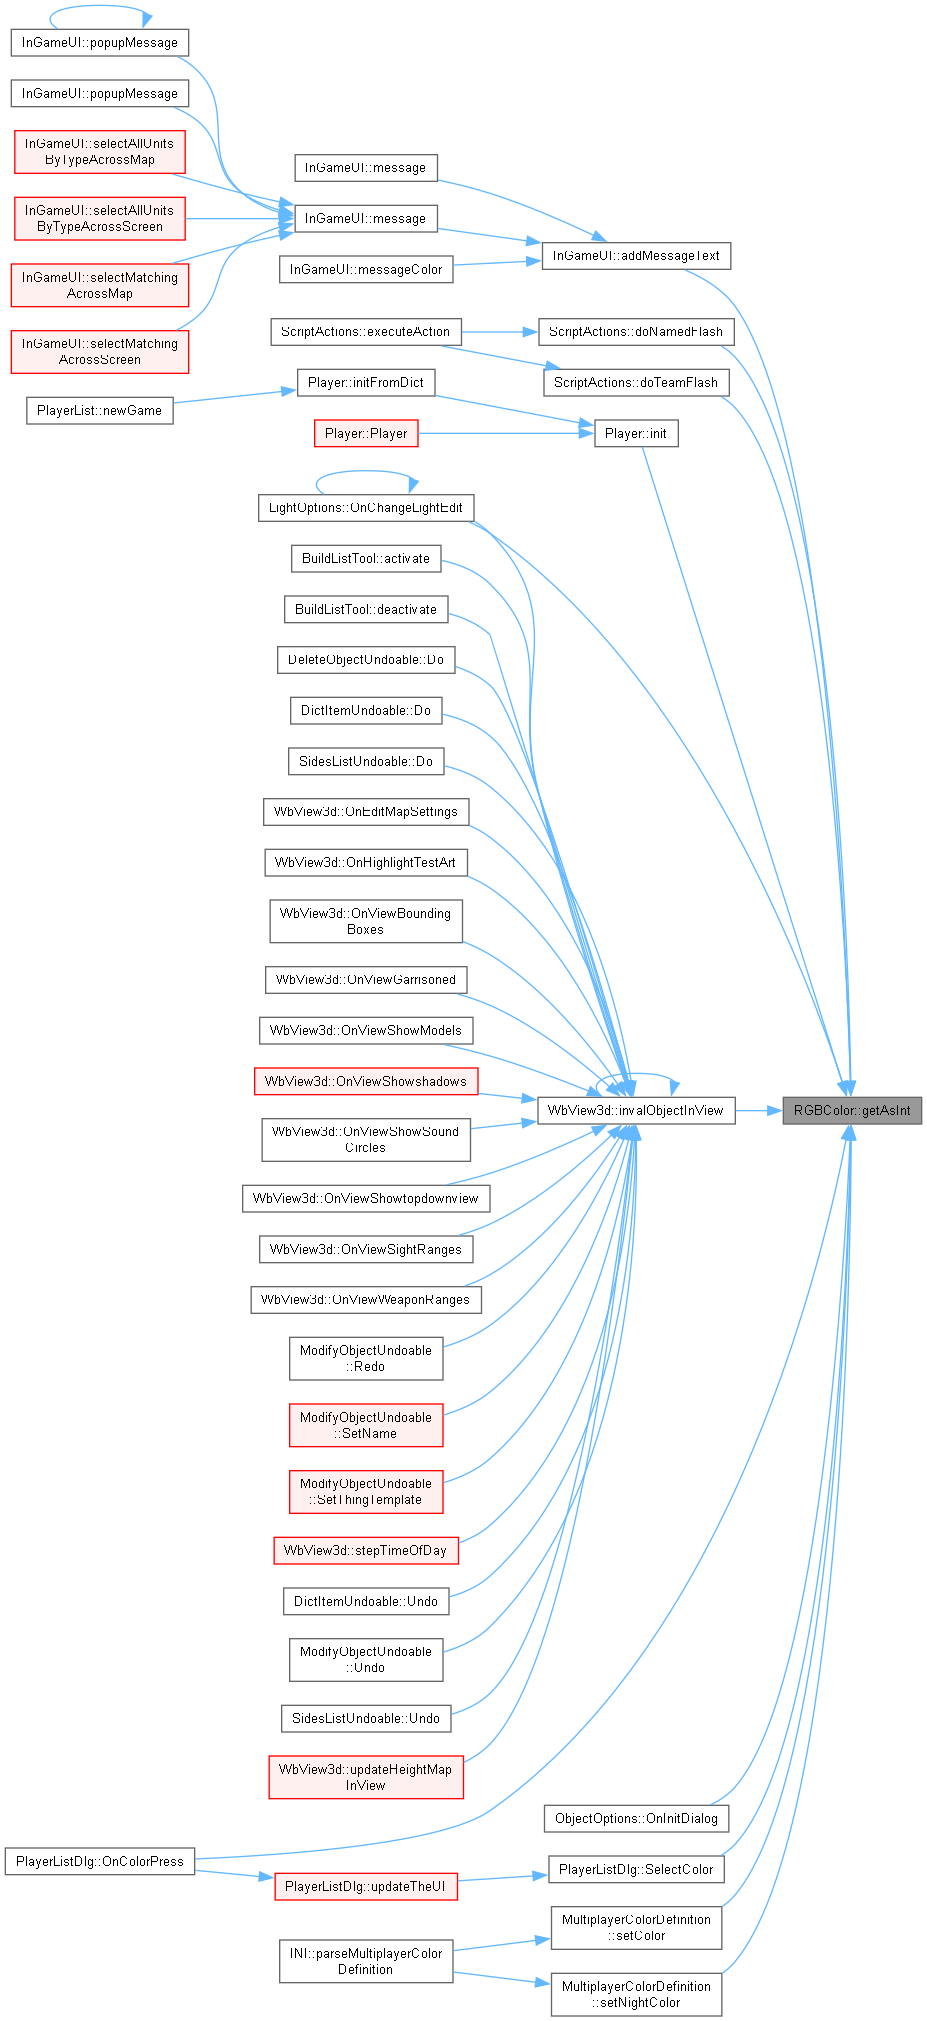 InGameUI::popupMessage
InGameUI::popupMessage
InGameUI::selectAllUnits
ByTypeAcrossMap
InGameUI::message
InGameUI::selectAllUnits
ByTypeAcrossScreen
InGameUI::message
InGameUI::addMessageText
InGameUI::messageColor
InGameUI::selectMatching
AcrossMap
InGameUI::selectMatching
AcrossScreen
ScriptActions::executeAction
ScriptActions::doNamedFlash
ScriptActions::doTeamFlash
Player::initFromDict
PlayerList::newGame
Player::Player
Player::init
LightOptions::OnChangeLightEdit
BuildListTool::activate
BuildListTool::deactivate
DeleteObjectUndoable::Do
DictItemUndoable::Do
SidesListUndoable::Do
WbView3d::OnEditMapSettings
WbView3d::OnHighlightTestArt
WbView3d::OnViewBounding
Boxes
WbView3d::OnViewGarrisoned
WbView3d::OnViewShowModels
WbView3d::OnViewShowshadows
WbView3d::invalObjectInView
RGBColor::getAsInt
WbView3d::OnViewShowSound
Circles
WbView3d::OnViewShowtopdownview
WbView3d::OnViewSightRanges
WbView3d::OnViewWeaponRanges
ModifyObjectUndoable
::Redo
ModifyObjectUndoable
::SetName
ModifyObjectUndoable
::SetThingTemplate
WbView3d::stepTimeOfDay
DictItemUndoable::Undo
ModifyObjectUndoable
::Undo
SidesListUndoable::Undo
WbView3d::updateHeightMap
InView
ObjectOptions::OnInitDialog
PlayerListDlg::OnColorPress
PlayerListDlg::SelectColor
PlayerListDlg::updateTheUI
MultiplayerColorDefinition
::setColor
INI::parseMultiplayerColor
Definition
MultiplayerColorDefinition
::setNightColor